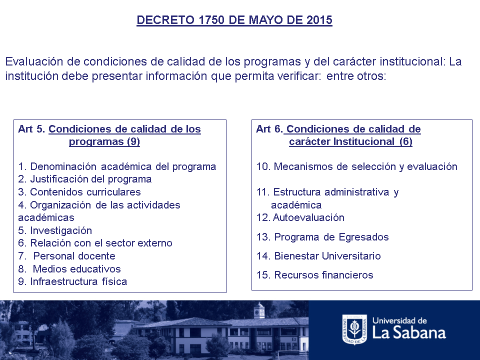 DECRETO 1750 DE MAYO DE 2015
Evaluación de condiciones de calidad de los programas y del carácter institucional: La
institución debe presentar información que permita verificar: entre otros:
Art 5. Condiciones de calidad de los
programas (9)
1. Denominación académica del programa
2. Justificación del programa
3. Contenidos curriculares
4. Organización de las actividades
académicas
5. Investigación
6. Relación con el sector externo
7. Personal docente
8. Medios educativos
9. Infraestructura física
Art 6. Condiciones de calidad de
carácter Institucional (6)
10. Mecanismos de selección y evaluación
11. Estructura administrativa y
académica
12. Autoevaluación
13. Programa de Egresados
14. Bienestar Universitario
15. Recursos financieros
Universidad de
La Sabana